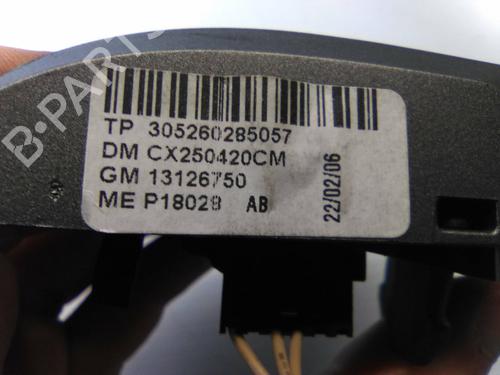 B-PARTS
TP 305260285057
DM CX250420CM
GM 13126750
ME P18028 AB
22/02/06